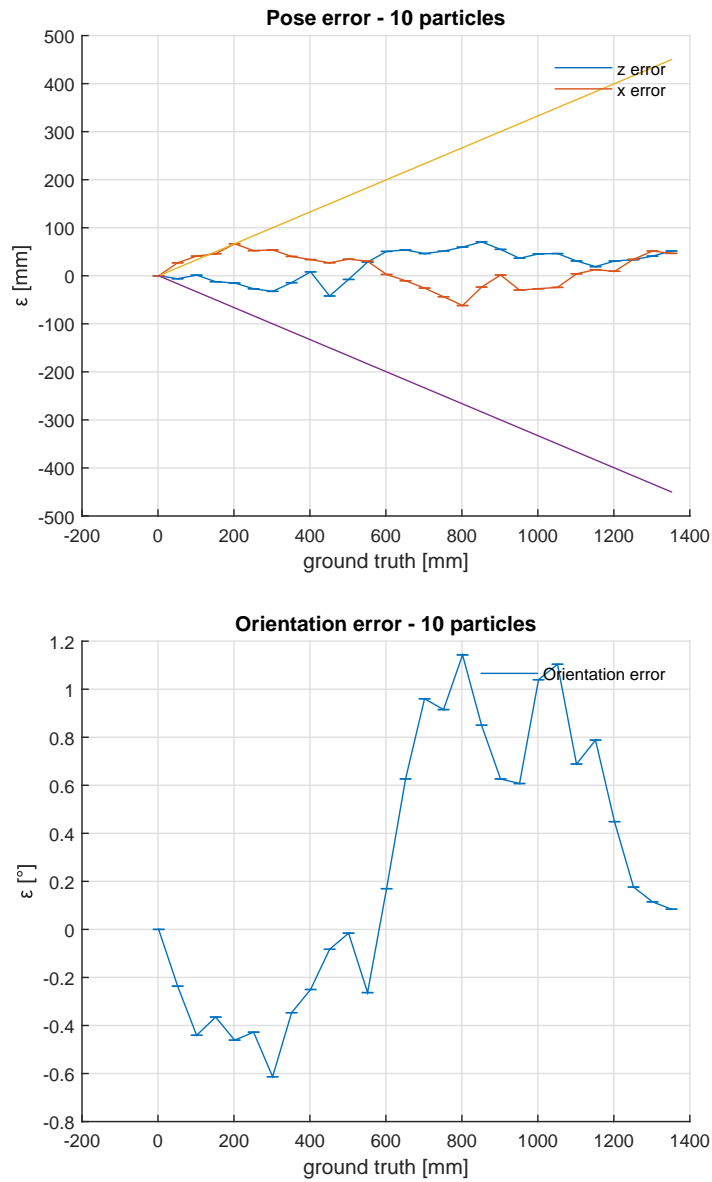 Pose error - 10 particles
500
400
300
200
100
0
-100
-200
-300
-400
-500
ε [mm]
z error
x error
-200 0 200 400 600 800 1000 1200 1400
ground truth [mm]
Orientation error - 10 particles
1.2
1
0.8
0.6
0.4
0.2
0
-0.2
-0.4
-0.6
-0.8
ε [°]
Orientation error
-200 0 200 400 600 800 1000 1200 1400
ground truth [mm]